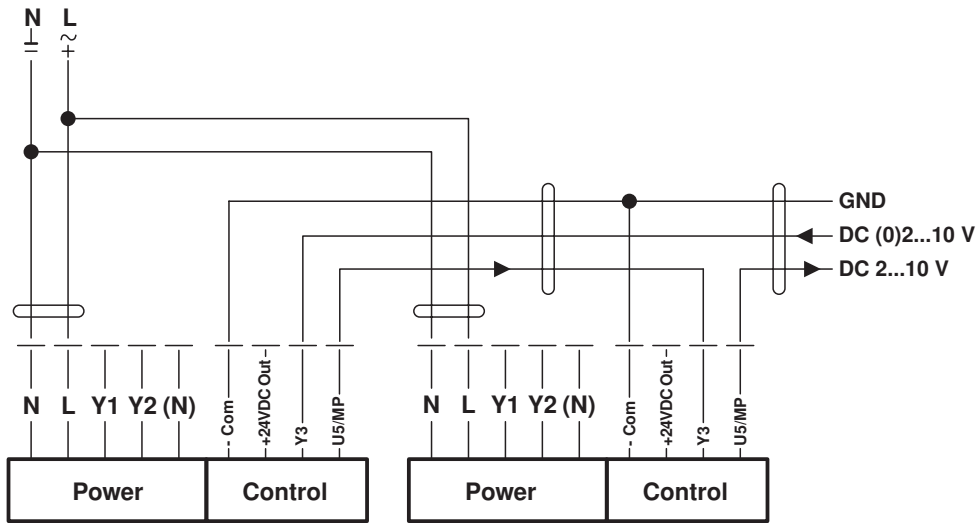 N L
⊥ ~
= +
GND
DC (0)2...10 V
DC 2...10 V
N L Y1 Y2 (N) - Com +24VDC Out Y3 U5/MP N L Y1 Y2 (N) - Com +24VDC Out Y3 U5/MP
Power Control Power Control